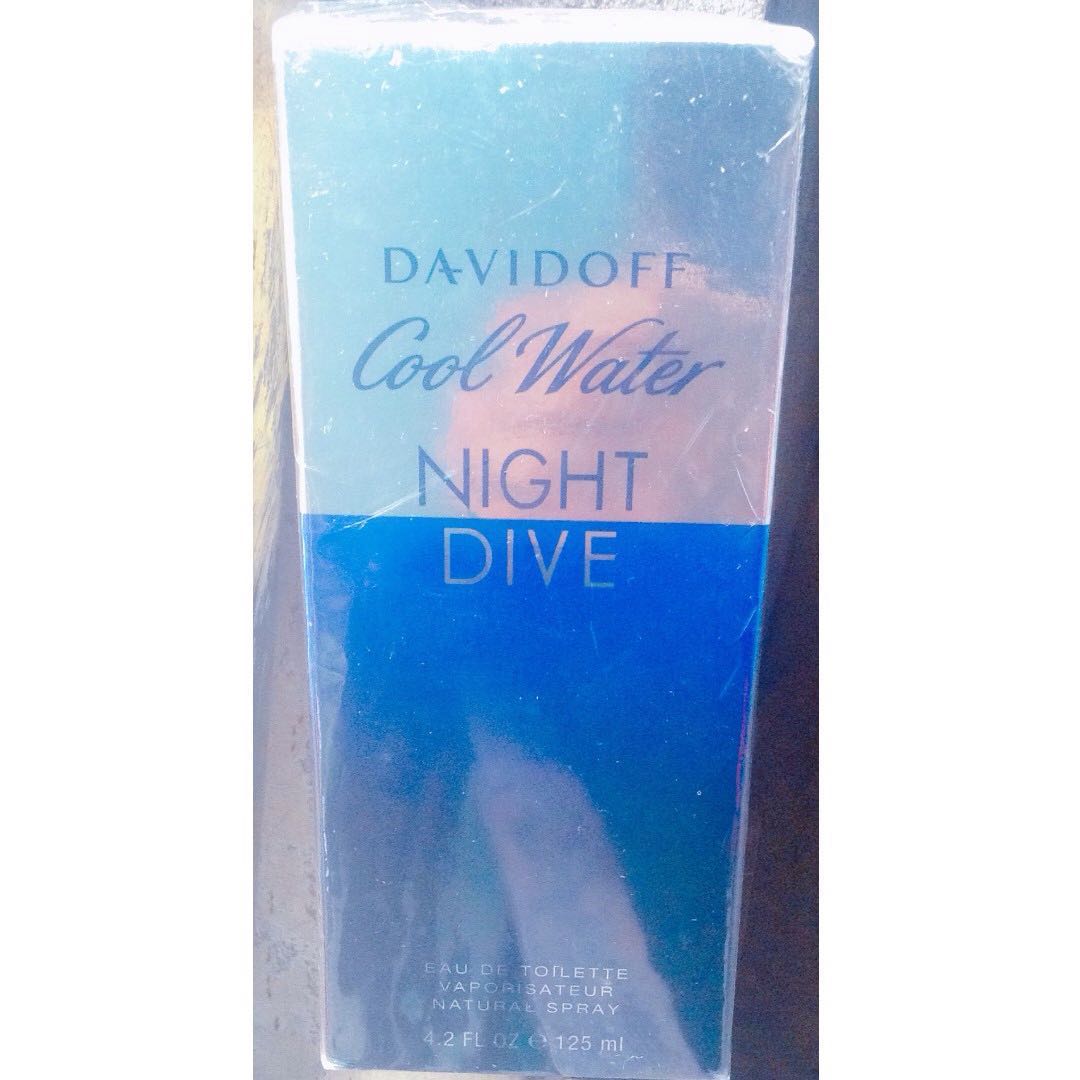 DAVIDOFF
Cool Water
NIGHT
DIVE
EAU DE TOILETTE
VAPORISATEUR
NATURAL SPRAY
4.2 FL OZ ℮ 125 ml